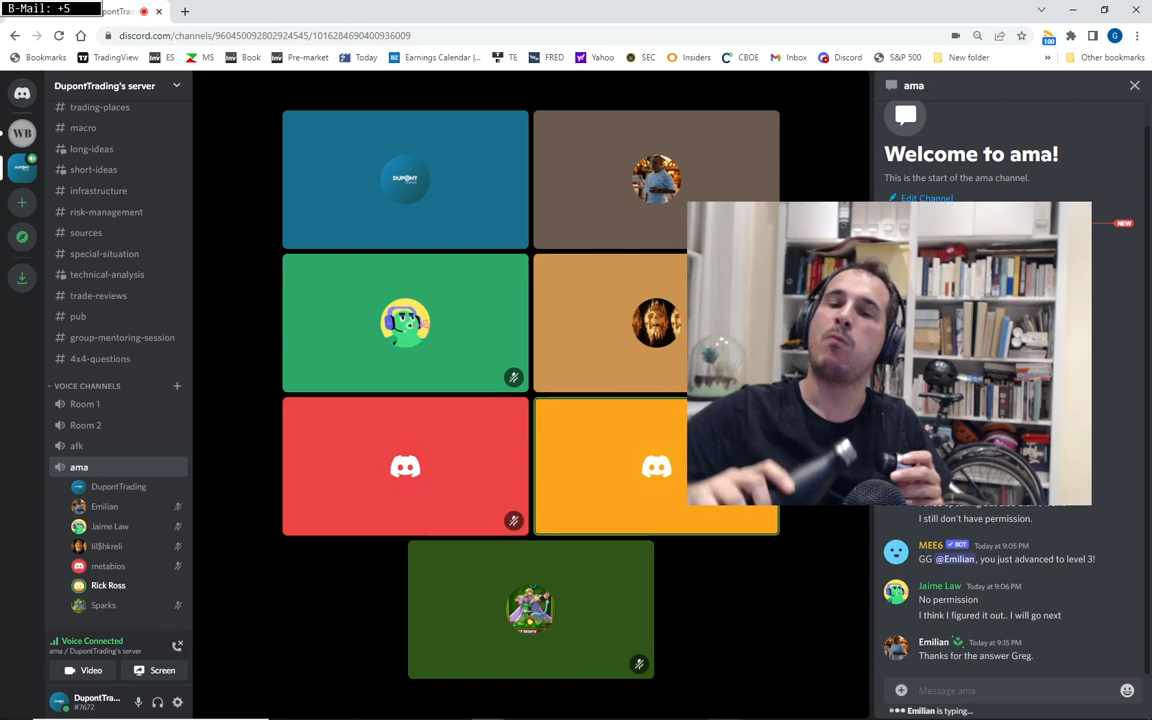 B-Mail: +5
DupontTrac
discord.com/channels/960450092802924545/1016284690400936009
G
Bookmarks
TradingView
ES
MS
Book
Pre-market
Today
Earnings Calendar |...
TE
FRED
Yahoo
SEC
Insiders
CBOE
Inbox
Discord
S&P 500
New folder
Other bookmarks
100
DupontTrading's server
ama
WB
DUPONT
trading-places
macro
long-ideas
short-ideas
infrastructure
risk-management
sources
special-situation
technical-analysis
trade-reviews
pub
group-mentoring-session
4x4-questions
VOICE CHANNELS
Room 1
Room 2
afk
ama
DupontTrading
Emilian
Jaime Law
lil$hkreli
metabios
Rick Ross
Sparks
Voice Connected
ama / DupontTrading's server
Video
Screen
DupontTra...
#7672
DUPONT
Welcome to ama!
This is the start of the ama channel.
Edit Channel
NEW
I still don't have permission.
MEE6 BOT Today at 9:05 PM
GG @Emilian, you just advanced to level 3!
Jaime Law Today at 9:06 PM
No permission
I think I figured it out.. I will go next
Emilian Today at 9:15 PM
Thanks for the answer Greg.
Message ama
Emilian is typing...